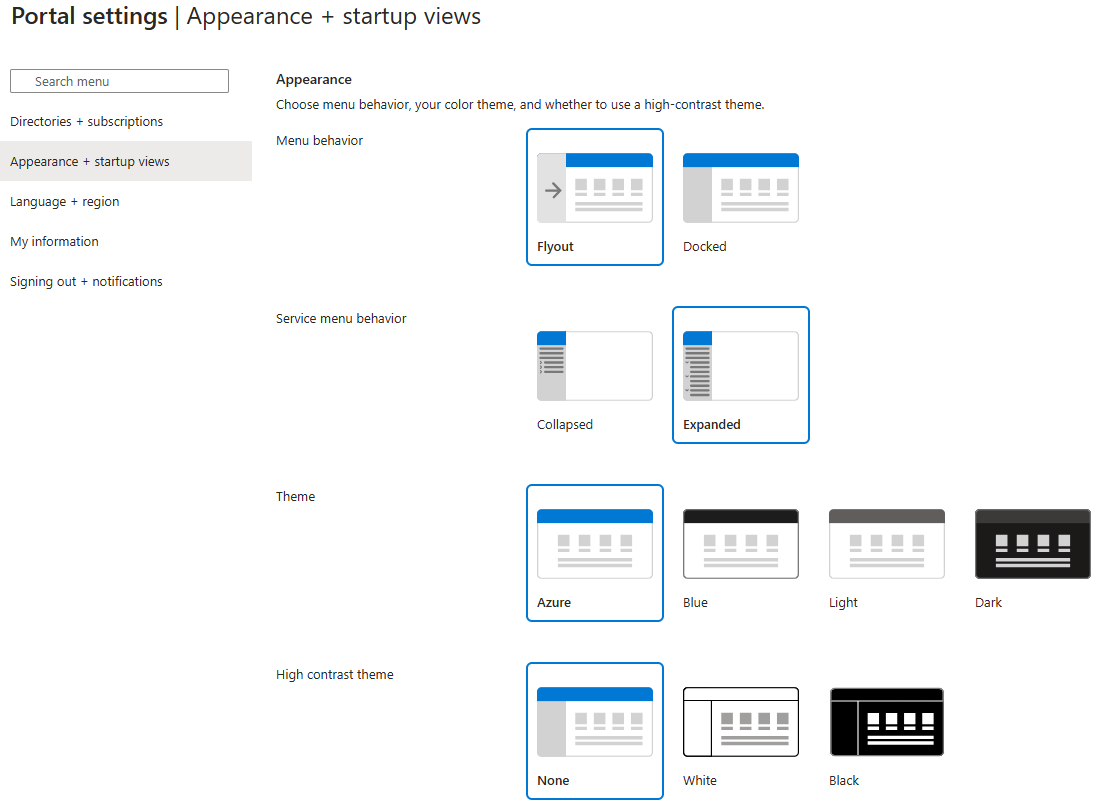 Portal settings | Appearance + startup views
Search menu
Directories + subscriptions
Appearance + startup views
Language + region
My information
Signing out + notifications
Appearance
Choose menu behavior, your color theme, and whether to use a high-contrast theme.
Menu behavior
Flyout
Docked
Service menu behavior
Collapsed
Expanded
Theme
Azure
Blue
Light
Dark
High contrast theme
None
White
Black